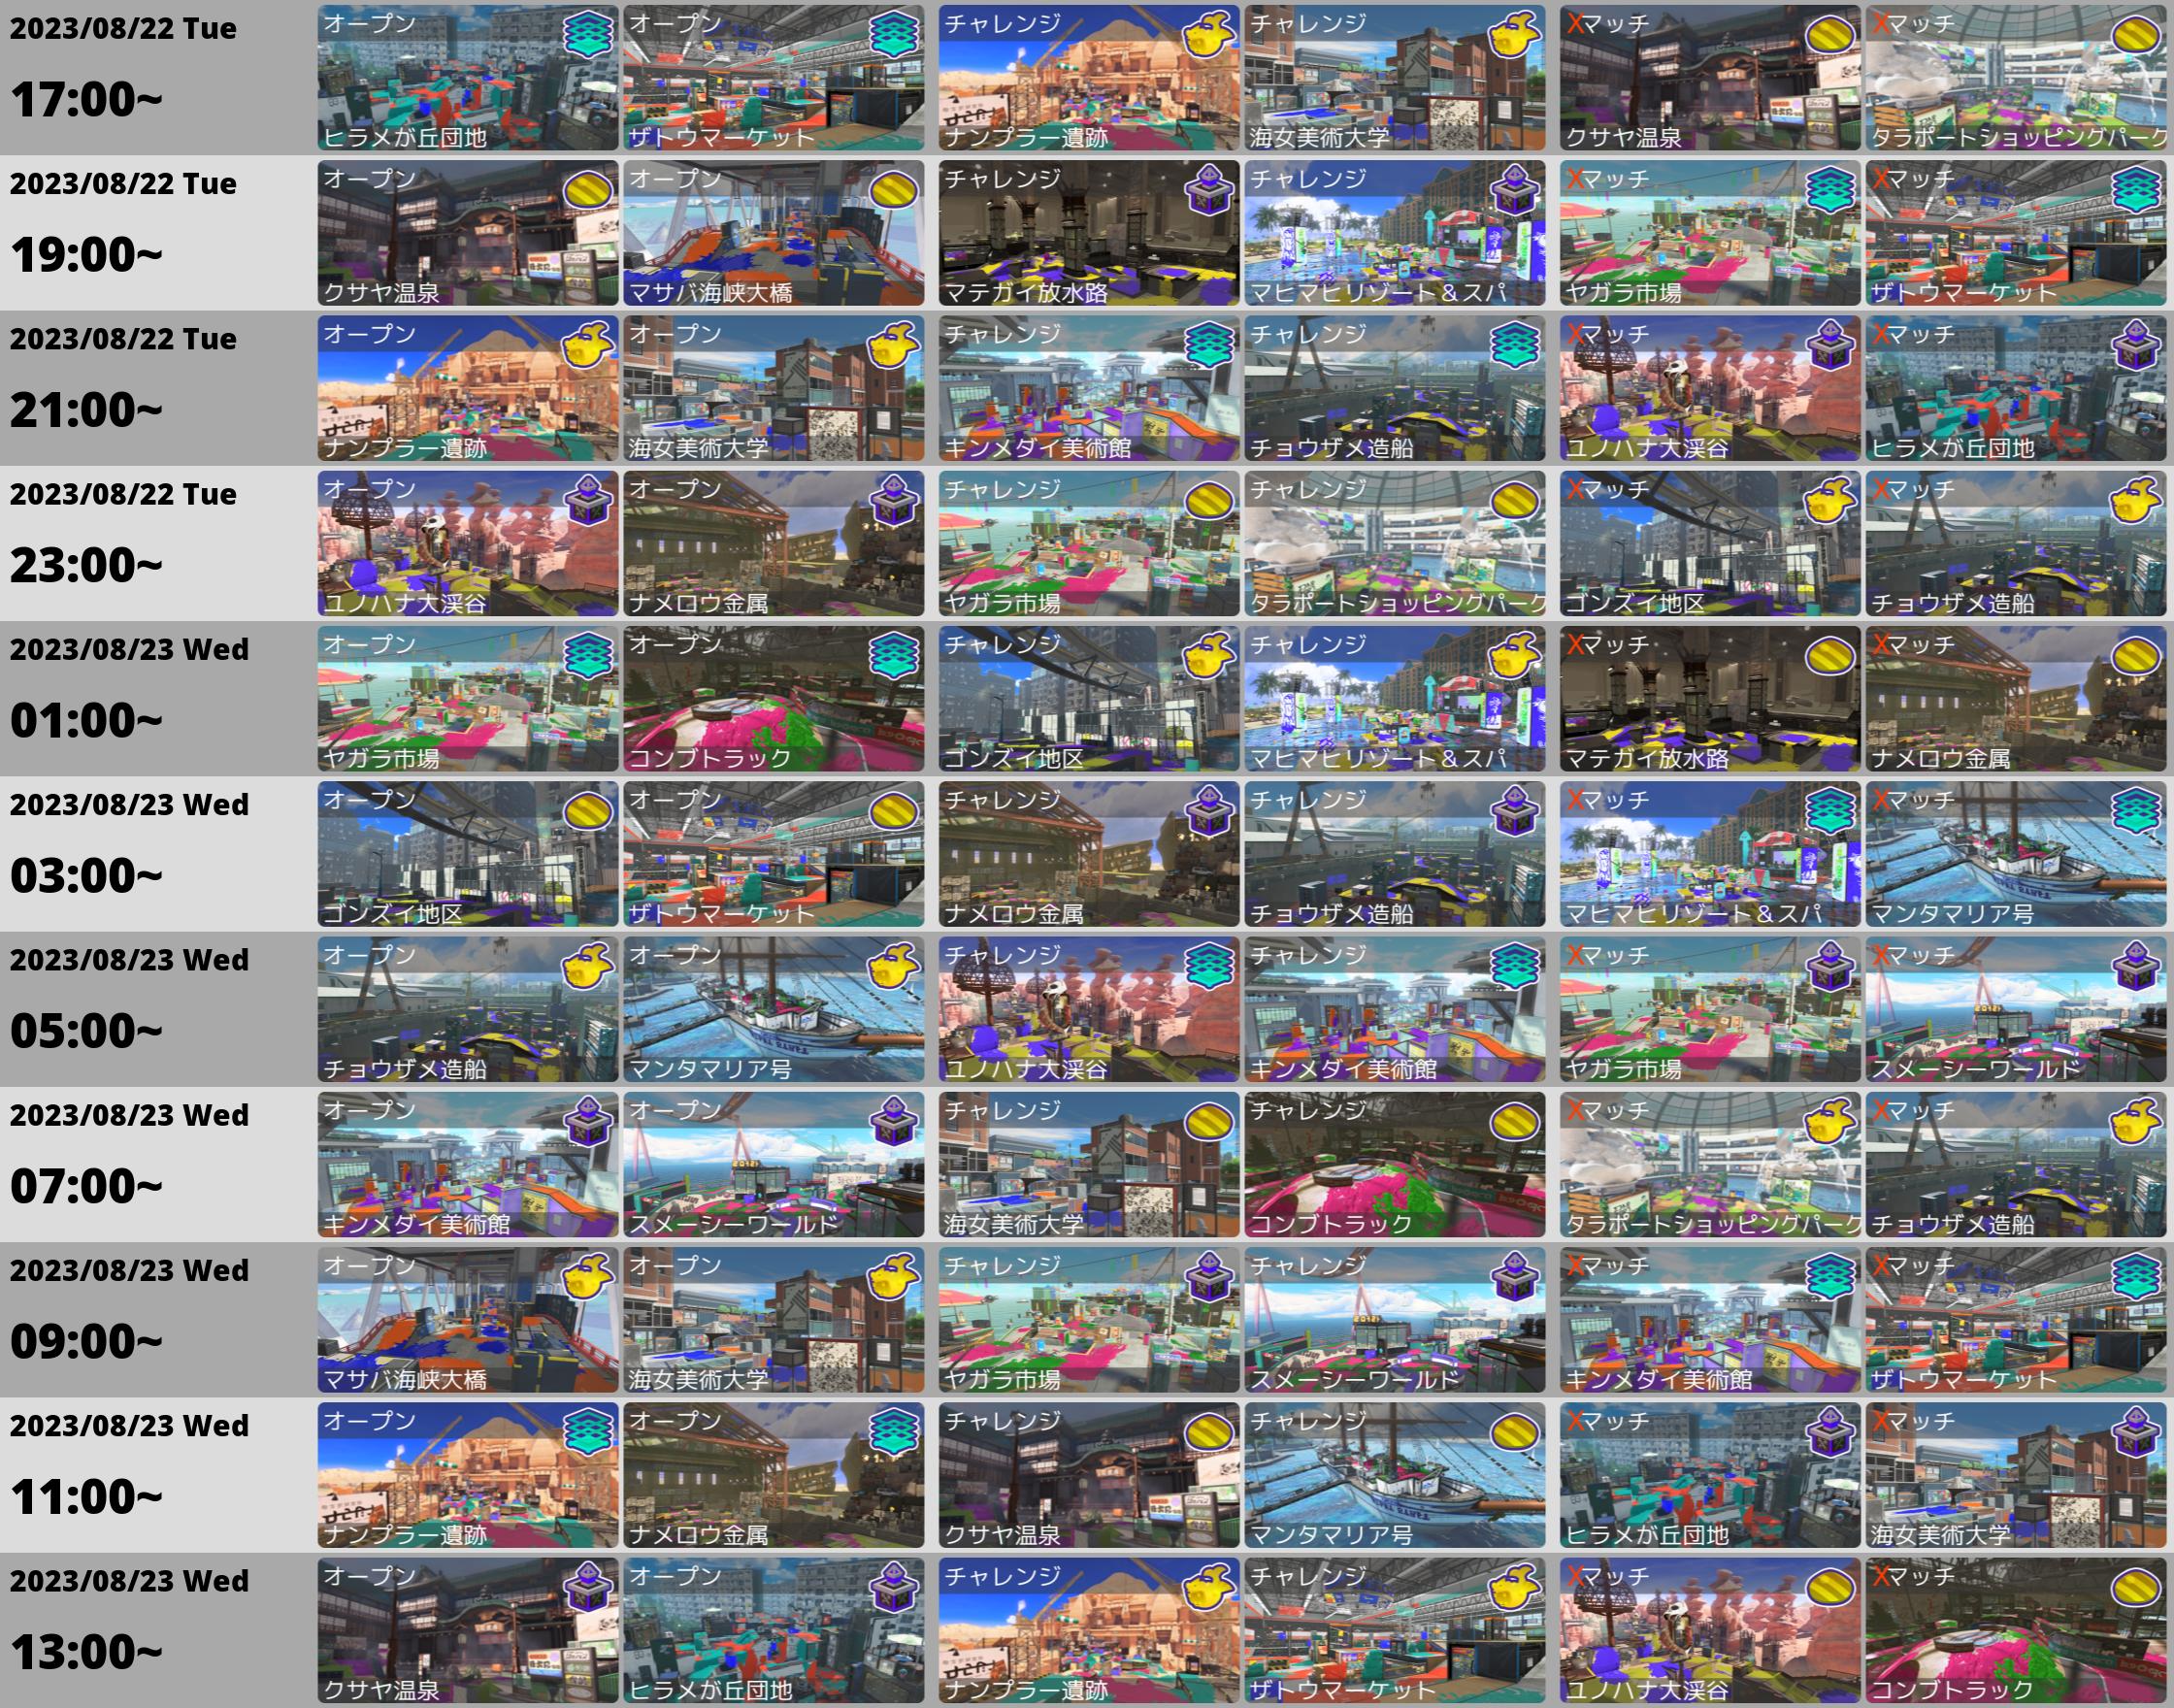 2023/08/22 Tue
17:00~
オープン
ヒラメが丘団地
オープン
ザトウマーケット
チャレンジ
ナンプラー遺跡
チャレンジ
海女美術大学
Xマッチ
クサヤ温泉
Xマッチ
タラポートショッピングパーク
2023/08/22 Tue
19:00~
オープン
クサヤ温泉
オープン
マサバ海峡大橋
チャレンジ
マテガイ放水路
チャレンジ
マヒマヒリゾート＆スパ
Xマッチ
ヤガラ市場
Xマッチ
ザトウマーケット
2023/08/22 Tue
21:00~
オープン
ナンプラー遺跡
オープン
海女美術大学
チャレンジ
キンメダイ美術館
チャレンジ
チョウザメ造船
Xマッチ
ユノハナ大渓谷
Xマッチ
ヒラメが丘団地
2023/08/22 Tue
23:00~
オープン
ユノハナ大渓谷
オープン
ナメロウ金属
チャレンジ
ヤガラ市場
チャレンジ
タラポートショッピングパーク
Xマッチ
ゴンズイ地区
Xマッチ
チョウザメ造船
2023/08/23 Wed
01:00~
オープン
ヤガラ市場
オープン
コンブトラック
チャレンジ
ゴンズイ地区
チャレンジ
マヒマヒリゾート＆スパ
Xマッチ
マテガイ放水路
Xマッチ
ナメロウ金属
2023/08/23 Wed
03:00~
オープン
ゴンズイ地区
オープン
ザトウマーケット
チャレンジ
ナメロウ金属
チャレンジ
チョウザメ造船
Xマッチ
マヒマヒリゾート＆スパ
Xマッチ
マンタマリア号
2023/08/23 Wed
05:00~
オープン
チョウザメ造船
オープン
マンタマリア号
チャレンジ
ユノハナ大渓谷
チャレンジ
キンメダイ美術館
Xマッチ
ヤガラ市場
Xマッチ
スメーシーワールド
2023/08/23 Wed
07:00~
オープン
キンメダイ美術館
オープン
スメーシーワールド
チャレンジ
海女美術大学
チャレンジ
コンブトラック
Xマッチ
タラポートショッピングパーク
Xマッチ
チョウザメ造船
2023/08/23 Wed
09:00~
オープン
マサバ海峡大橋
オープン
海女美術大学
チャレンジ
ヤガラ市場
チャレンジ
スメーシーワールド
Xマッチ
キンメダイ美術館
Xマッチ
ザトウマーケット
2023/08/23 Wed
11:00~
オープン
ナンプラー遺跡
オープン
ナメロウ金属
チャレンジ
クサヤ温泉
チャレンジ
マンタマリア号
Xマッチ
ヒラメが丘団地
Xマッチ
海女美術大学
2023/08/23 Wed
13:00~
オープン
クサヤ温泉
オープン
ヒラメが丘団地
チャレンジ
ナンプラー遺跡
チャレンジ
ザトウマーケット
Xマッチ
ユノハナ大渓谷
Xマッチ
コンブトラック